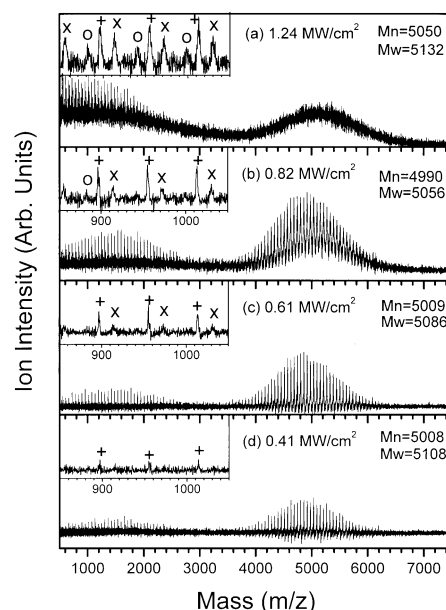 x o + x o + x o + x
(a) 1.24 MW/cm² Mn=5050
Mw=5132
(b) 0.82 MW/cm² Mn=4990
Mw=5056
o + x + x + x
900 1000
(c) 0.61 MW/cm² Mn=5009
Mw=5086
+ x + x + x
900 1000
(d) 0.41 MW/cm² Mn=5008
Mw=5108
+ + +
900 1000
Ion Intensity (Arb. Units)
1000 2000 3000 4000 5000 6000 7000
Mass (m/z)